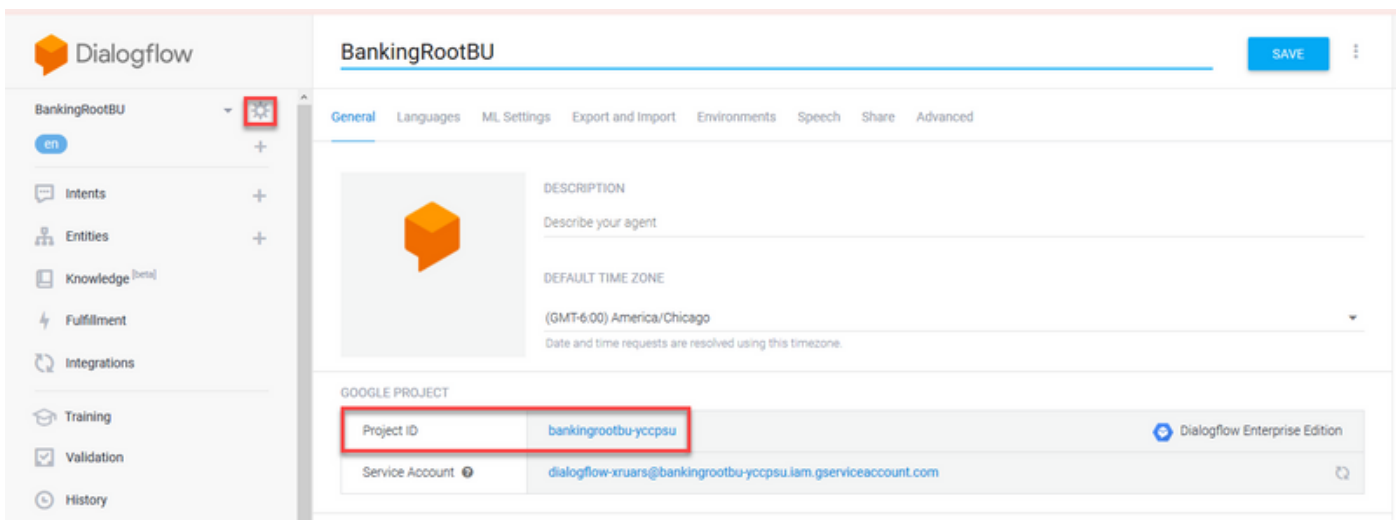 Dialogflow
BankingRootBU
SAVE
BankingRootBU
en
Intents
Entities
Knowledge [beta]
Fulfillment
Integrations
Training
Validation
History
General Languages ML Settings Export and Import Environments Speech Share Advanced
DESCRIPTION
Describe your agent
DEFAULT TIME ZONE
(GMT-6:00) America/Chicago
Date and time requests are resolved using this timezone.
GOOGLE PROJECT
Project ID bankingrootbu-yccpsu Dialogflow Enterprise Edition
Service Account dialogflow-xruars@bankingrootbu-yccpsu.iam.gserviceaccount.com